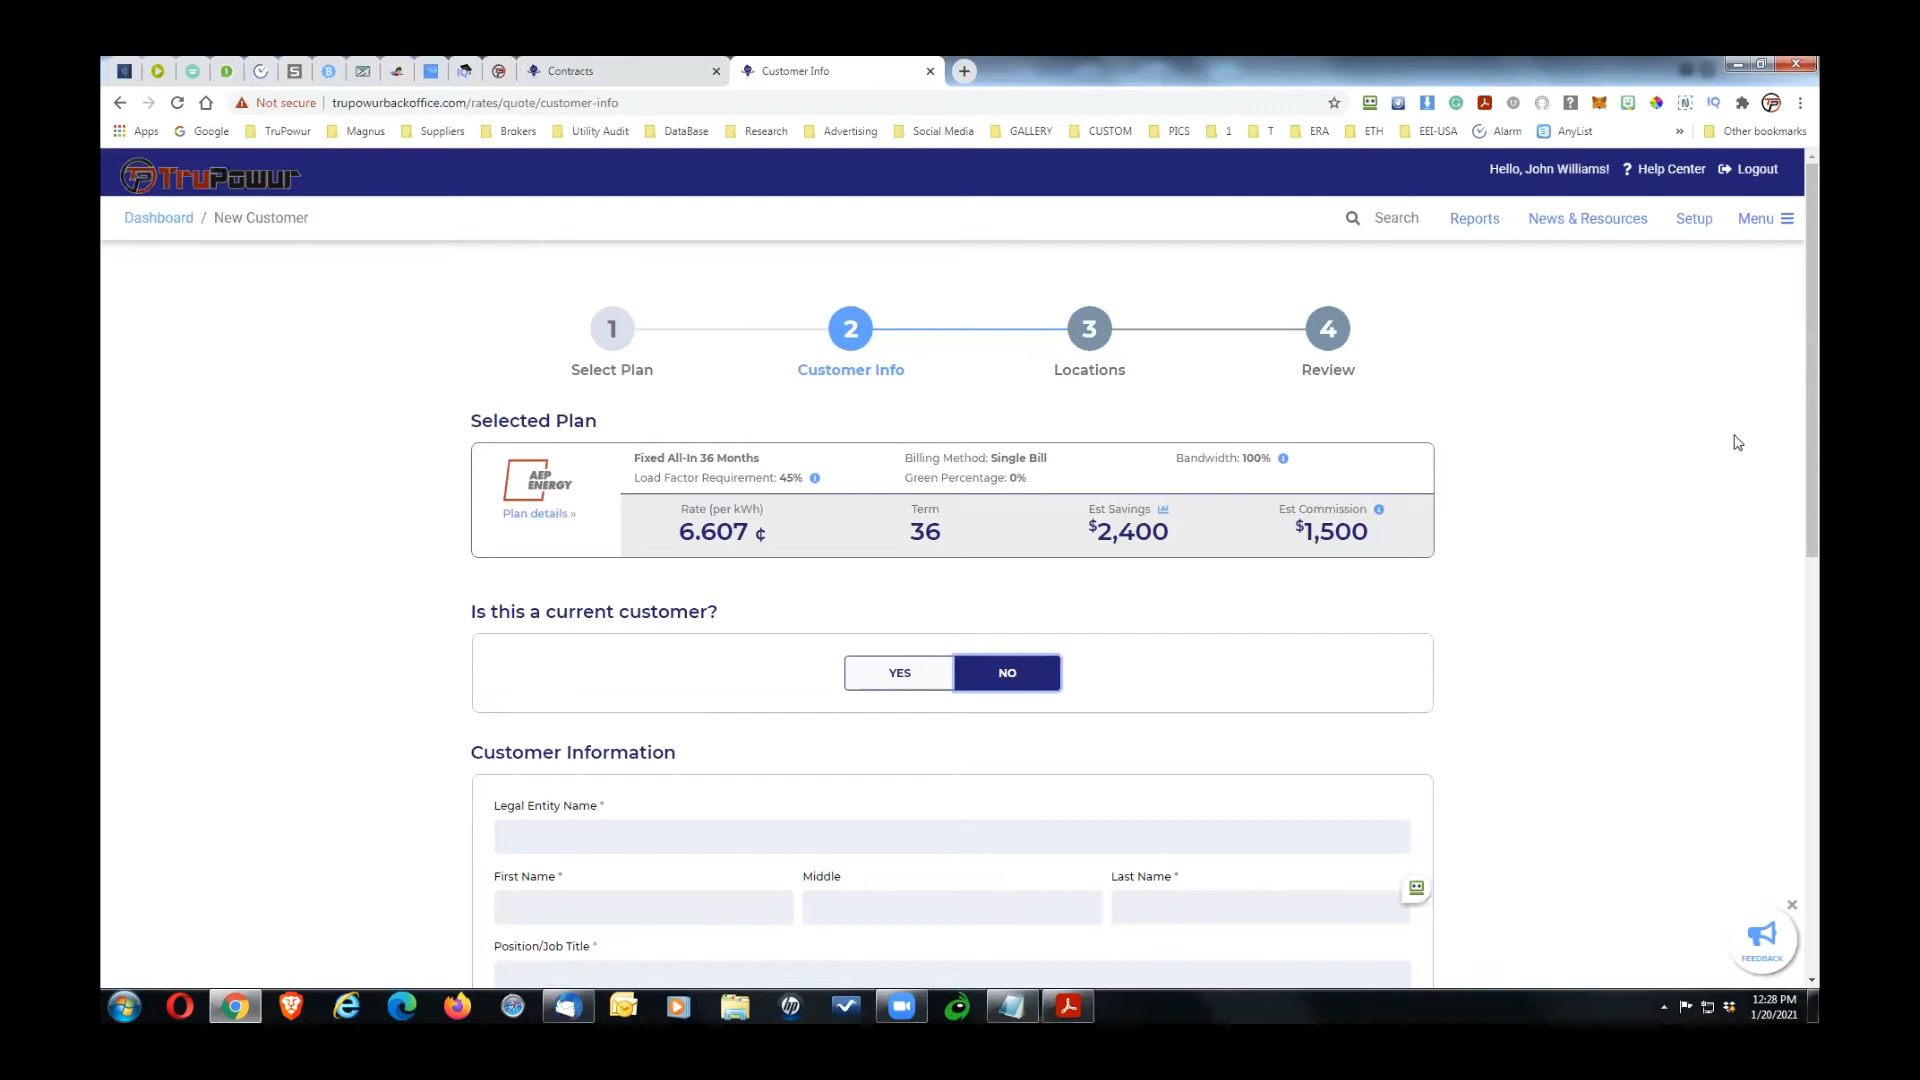 Contracts
Customer Info
Not secure trupowurbackoffice.com/rates/quote/customer-info
Apps Google TruPowur Magnus Suppliers Brokers Utility Audit DataBase Research Advertising Social Media GALLERY CUSTOM PICS 1 T ERA ETH EEI-USA Alarm AnyList » Other bookmarks
TruPowur
Hello, John Williams! ? Help Center Logout
Dashboard / New Customer
Search Reports News & Resources Setup Menu
1 2 3 4
Select Plan Customer Info Locations Review
Selected Plan
AEP ENERGY
Plan details »
Fixed All-In 36 Months Billing Method: Single Bill Bandwidth: 100%
Load Factor Requirement: 45% Green Percentage: 0%
Rate (per kWh) Term Est Savings Est Commission
6.607 ¢ 36 $2,400 $1,500
Is this a current customer?
YES NO
Customer Information
Legal Entity Name *
First Name * Middle Last Name *
Position/Job Title *
FEEDBACK
12:28 PM
1/20/2021